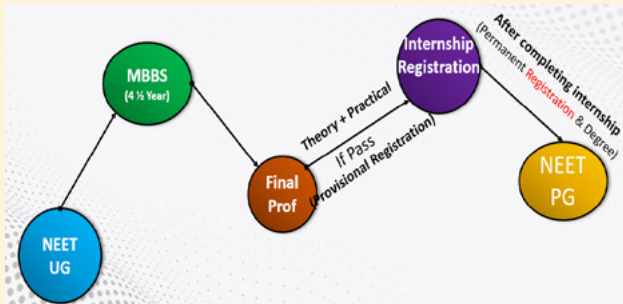 NEET
UG
MBBS
(4 ½ Year)
Final
Prof
Theory + Practical
If Pass
(Provisional Registration)
Internship
Registration
After completing internship
(Permanent Registration & Degree)
NEET
PG